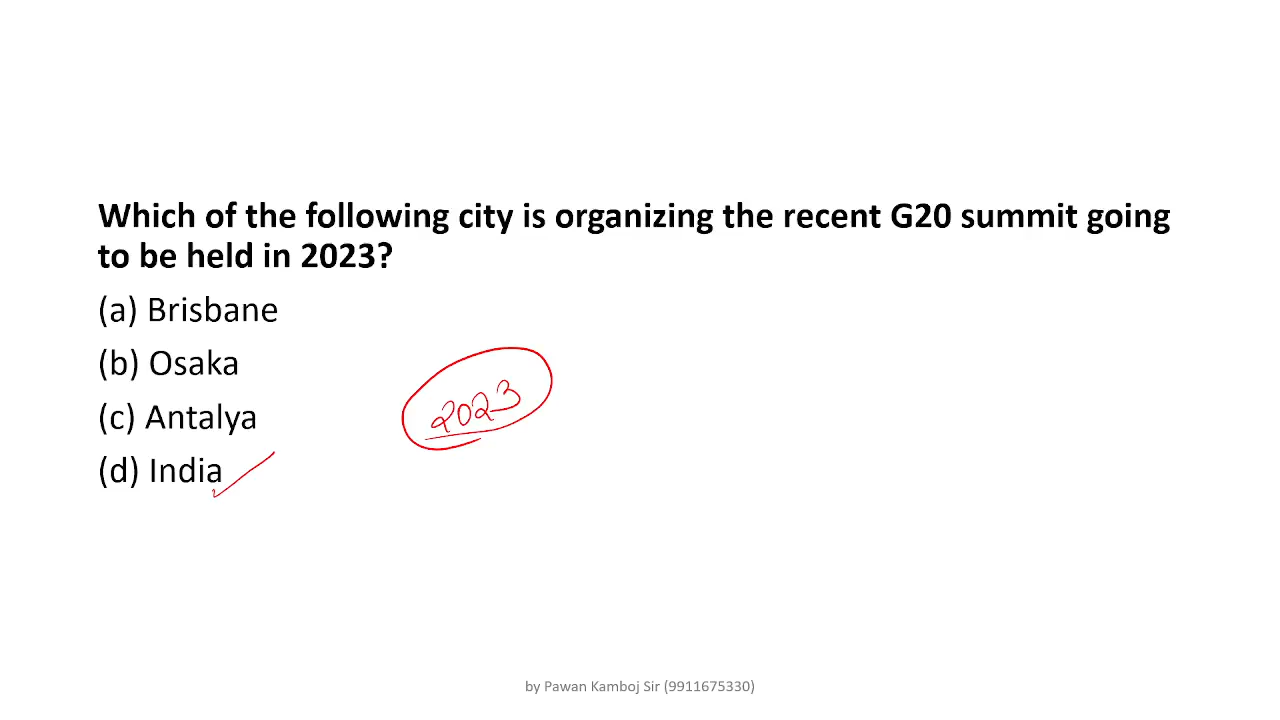 Which of the following city is organizing the recent G20 summit going
to be held in 2023?
(a) Brisbane
(b) Osaka
(c) Antalya
(d) India
2023
by Pawan Kamboj Sir (9911675330)